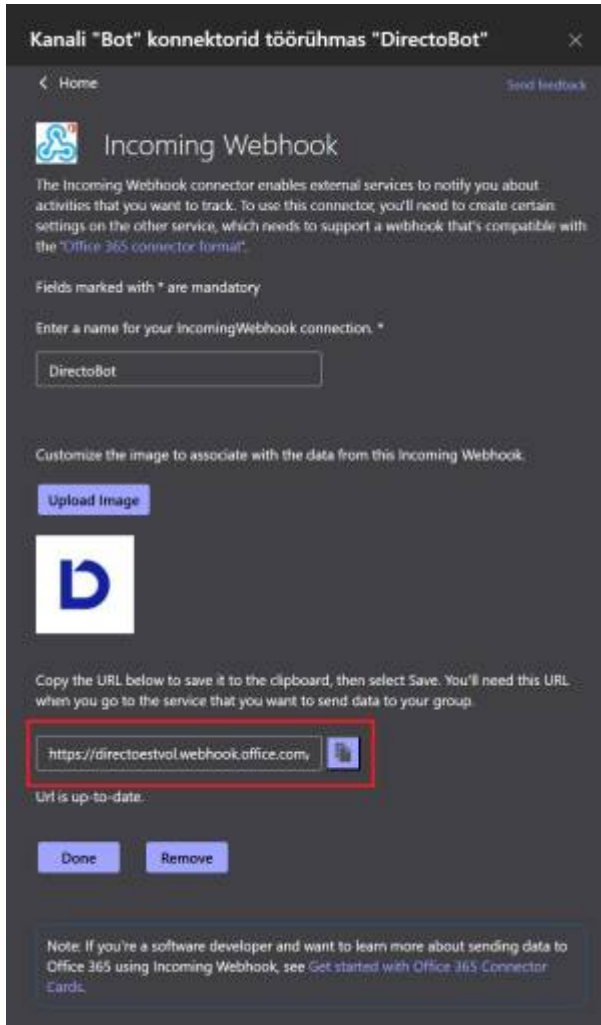 Kanali "Bot" konnektorid töörühmas "DirectoBot"
Home
Send feedback
Incoming Webhook
The Incoming Webhook connector enables external services to notify you about
activities that you want to track. To use this connector, you'll need to create certain
settings on the other service, which needs to support a webhook that's compatible with
the "Office 365 connector format".
Fields marked with * are mandatory
Enter a name for your IncomingWebhook connection. *
DirectoBot
Customize the image to associate with the data from this Incoming Webhook.
Upload Image
Copy the URL below to save it to the clipboard, then select Save. You'll need this URL
when you go to the service that you want to send data to your group.
https://directoestvol.webhook.office.com/
Url is up-to-date.
Done
Remove
Note: If you're a software developer and want to learn more about sending data to
Office 365 using Incoming Webhook, see Get started with Office 365 Connector
Cards.